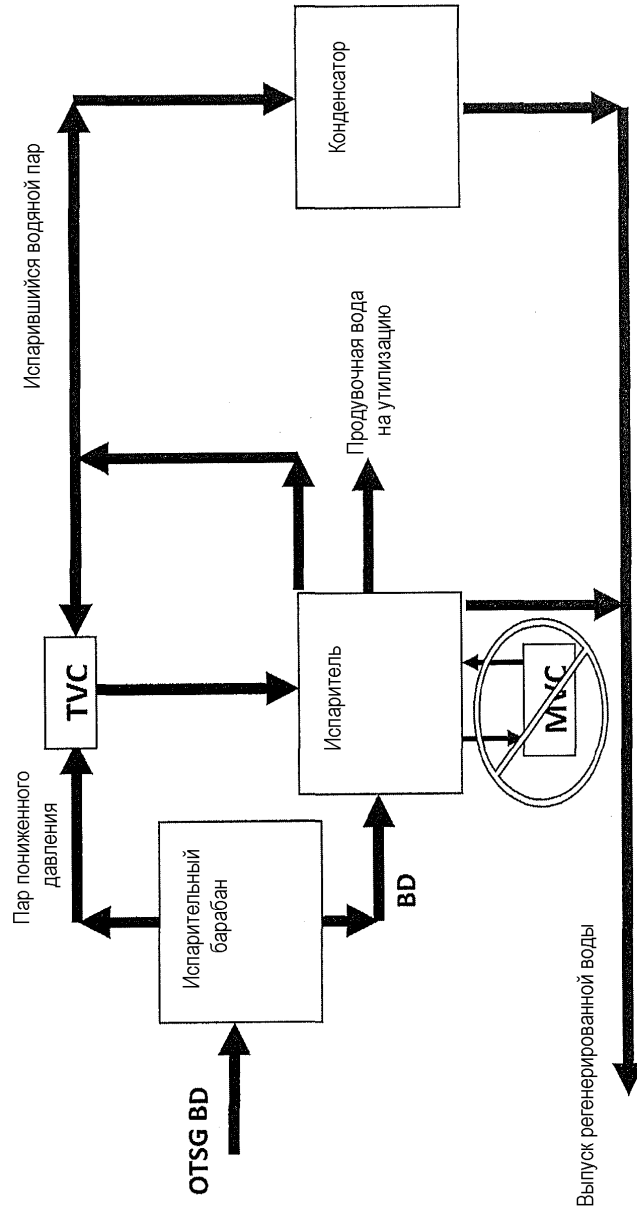 OTSG BD
Испарительный
барабан
Пар пониженного
давления
BD
TVC
Испаритель
MVC
Испарившийся водяной пар
Продувочная вода
на утилизацию
Конденсатор
Выпуск регенерированной воды